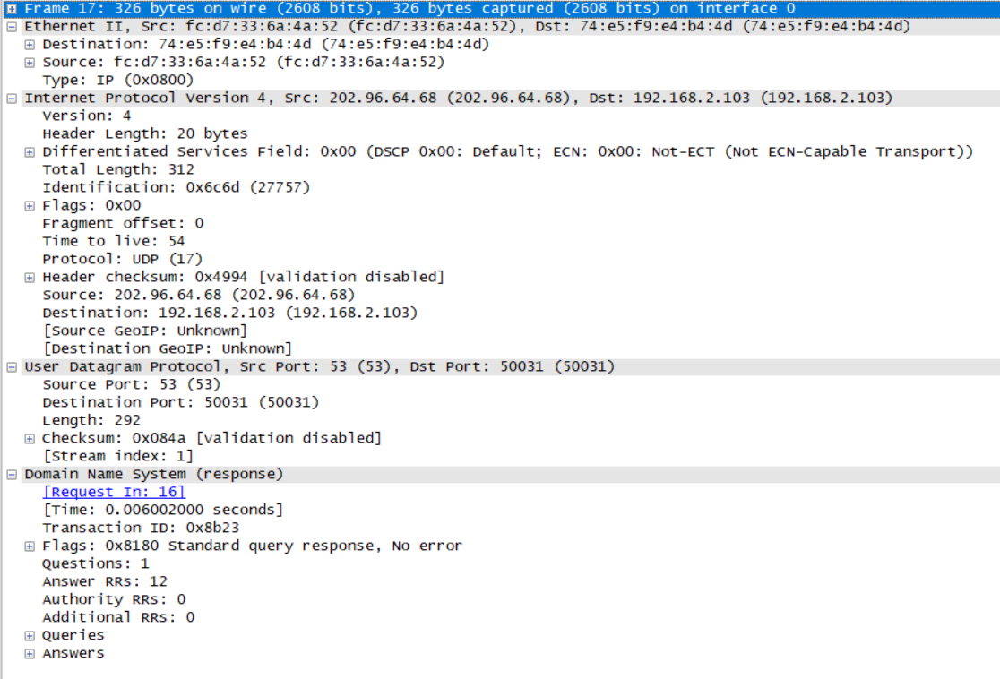 Frame 17: 326 bytes on wire (2608 bits), 326 bytes captured (2608 bits) on interface 0
Ethernet II, Src: fc:d7:33:6a:4a:52 (fc:d7:33:6a:4a:52), Dst: 74:e5:f9:e4:b4:4d (74:e5:f9:e4:b4:4d)
Destination: 74:e5:f9:e4:b4:4d (74:e5:f9:e4:b4:4d)
Source: fc:d7:33:6a:4a:52 (fc:d7:33:6a:4a:52)
Type: IP (0x0800)
Internet Protocol Version 4, Src: 202.96.64.68 (202.96.64.68), Dst: 192.168.2.103 (192.168.2.103)
Version: 4
Header Length: 20 bytes
Differentiated Services Field: 0x00 (DSCP 0x00: Default; ECN: 0x00: Not-ECT (Not ECN-Capable Transport))
Total Length: 312
Identification: 0x6c6d (27757)
Flags: 0x00
Fragment offset: 0
Time to live: 54
Protocol: UDP (17)
Header checksum: 0x4994 [validation disabled]
Source: 202.96.64.68 (202.96.64.68)
Destination: 192.168.2.103 (192.168.2.103)
[Source GeoIP: Unknown]
[Destination GeoIP: Unknown]
User Datagram Protocol, Src Port: 53 (53), Dst Port: 50031 (50031)
Source Port: 53 (53)
Destination Port: 50031 (50031)
Length: 292
Checksum: 0x084a [validation disabled]
[Stream index: 1]
Domain Name System (response)
[Request In: 16]
[Time: 0.006002000 seconds]
Transaction ID: 0x8b23
Flags: 0x8180 Standard query response, No error
Questions: 1
Answer RRs: 12
Authority RRs: 0
Additional RRs: 0
Queries
Answers